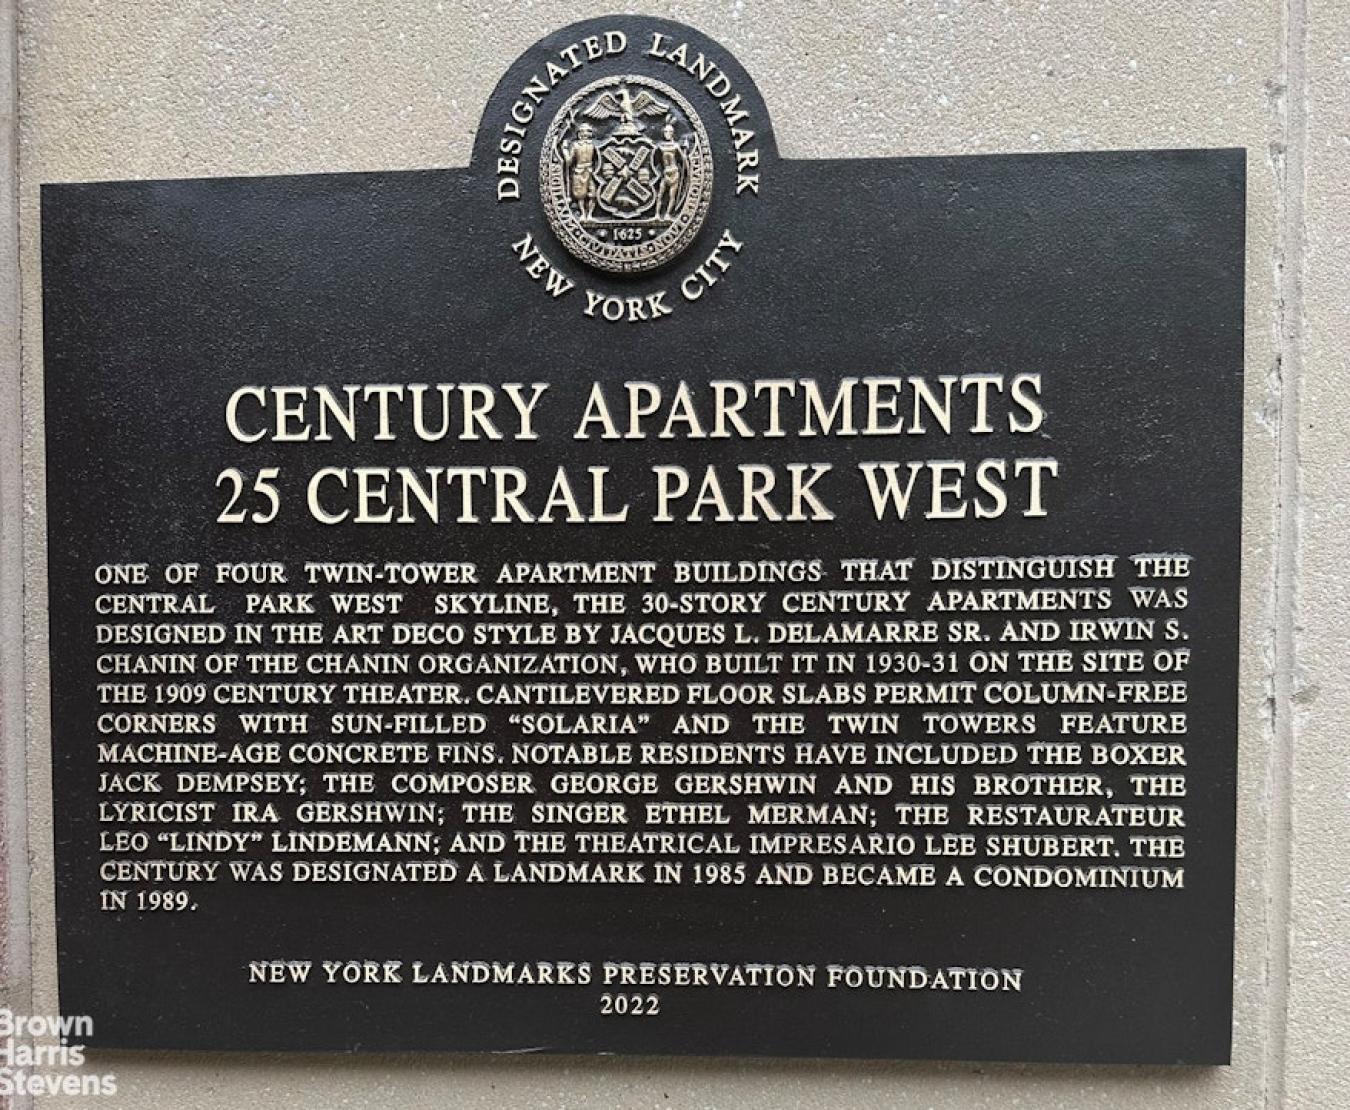 DESIGNATED LANDMARK
1625
SIGILLUM CIVITATIS NOVI EBORACI
NEW YORK CITY
CENTURY APARTMENTS
25 CENTRAL PARK WEST
ONE OF FOUR TWIN-TOWER APARTMENT BUILDINGS THAT DISTINGUISH THE
CENTRAL PARK WEST SKYLINE, THE 30-STORY CENTURY APARTMENTS WAS
DESIGNED IN THE ART DECO STYLE BY JACQUES L. DELAMARRE SR. AND IRWIN S.
CHANIN OF THE CHANIN ORGANIZATION, WHO BUILT IT IN 1930-31 ON THE SITE OF
THE 1909 CENTURY THEATER. CANTILEVERED FLOOR SLABS PERMIT COLUMN-FREE
CORNERS WITH SUN-FILLED “SOLARIA” AND THE TWIN TOWERS FEATURE
MACHINE-AGE CONCRETE FINS. NOTABLE RESIDENTS HAVE INCLUDED THE BOXER
JACK DEMPSEY; THE COMPOSER GEORGE GERSHWIN AND HIS BROTHER, THE
LYRICIST IRA GERSHWIN; THE SINGER ETHEL MERMAN; THE RESTAURATEUR
LEO “LINDY” LINDEMANN; AND THE THEATRICAL IMPRESARIO LEE SHUBERT. THE
CENTURY WAS DESIGNATED A LANDMARK IN 1985 AND BECAME A CONDOMINIUM
IN 1989.
NEW YORK LANDMARKS PRESERVATION FOUNDATION
2022
Brown
Harris
Stevens